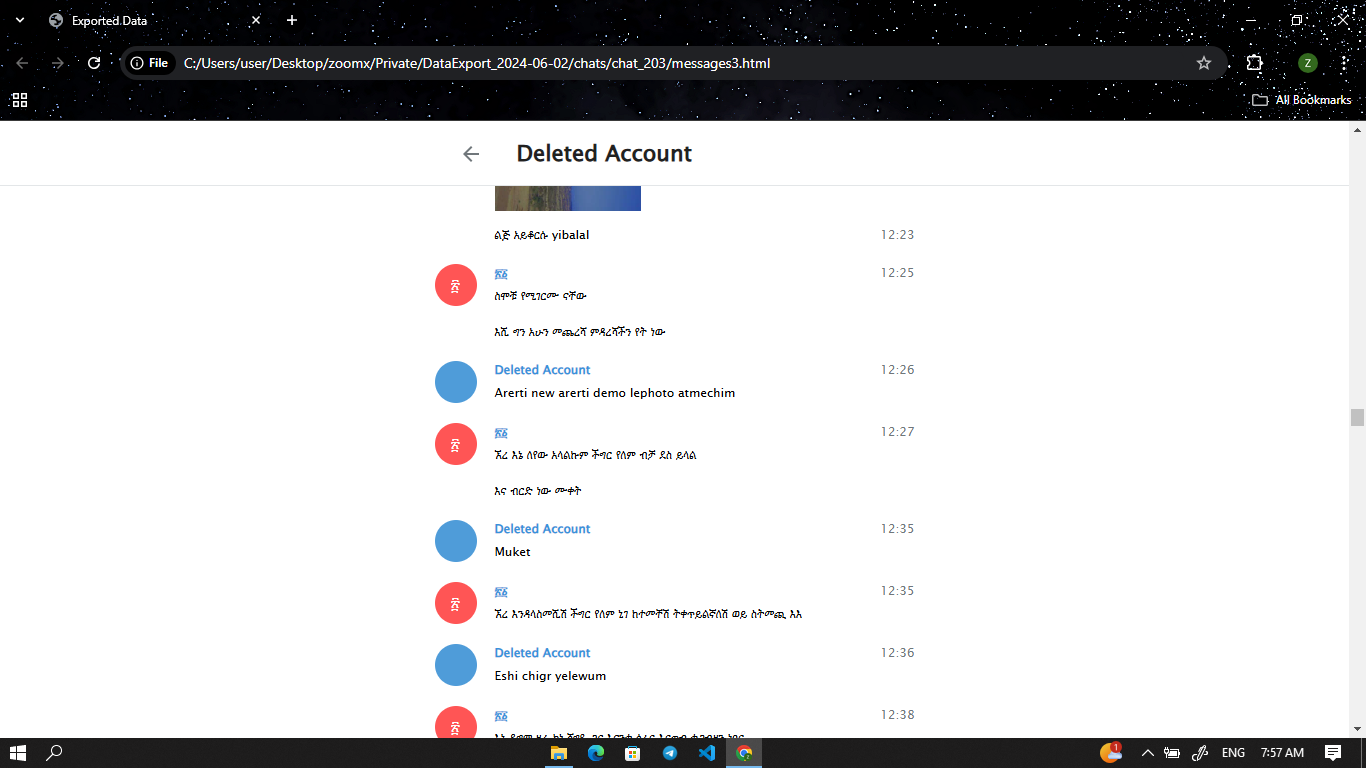 Exported Data
File
C:/Users/user/Desktop/zoomx/Private/DataExport_2024-06-02/chats/chat_203/messages3.html
Z
All Bookmarks
Deleted Account
ልጅ አይቆርሱ yibalal
12:23
12:25
ስሞቹ የሚገርሙ ናቸው
እሺ ግን አሁን መጨረሻ ምዳረሻችን የት ነው
Deleted Account
12:26
Arerti new arerti demo lephoto atmechim
12:27
ኧረ እኔ ለየው አላልኩም ችግር የለም ብቻ ደስ ይላል
እና ብርድ ነው ሙቀት
Deleted Account
12:35
Muket
12:35
ኧረ እንዳላስመሺሽ ችግር የለም ኔገ ከተመቸሽ ትቀጥይልኛለሽ ወይ ስትመጪ እእ
Deleted Account
12:36
Eshi chigr yelewum
12:38
1
ENG
7:57 AM